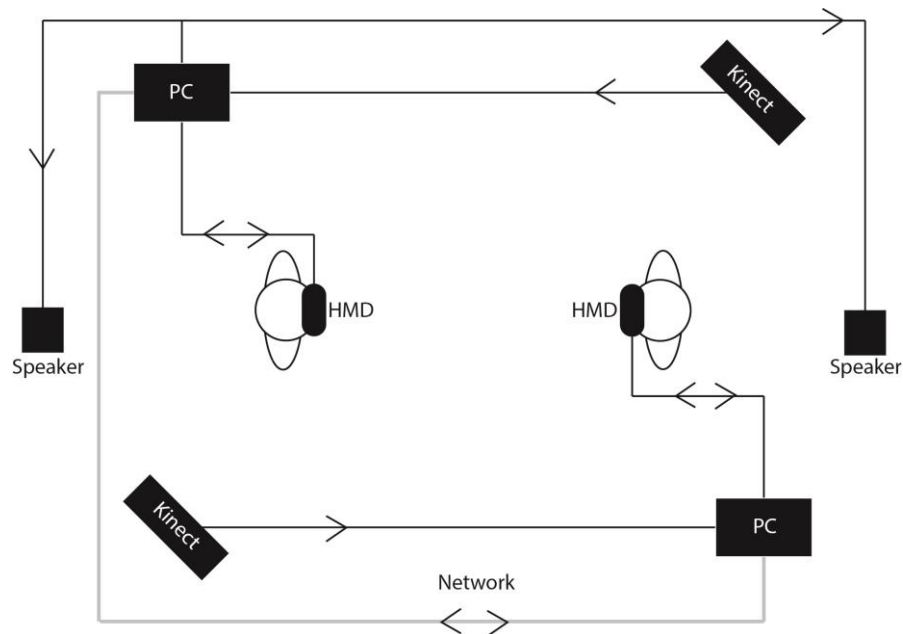 PC
Kinect
HMD
HMD
Speaker
Speaker
Kinect
PC
Network